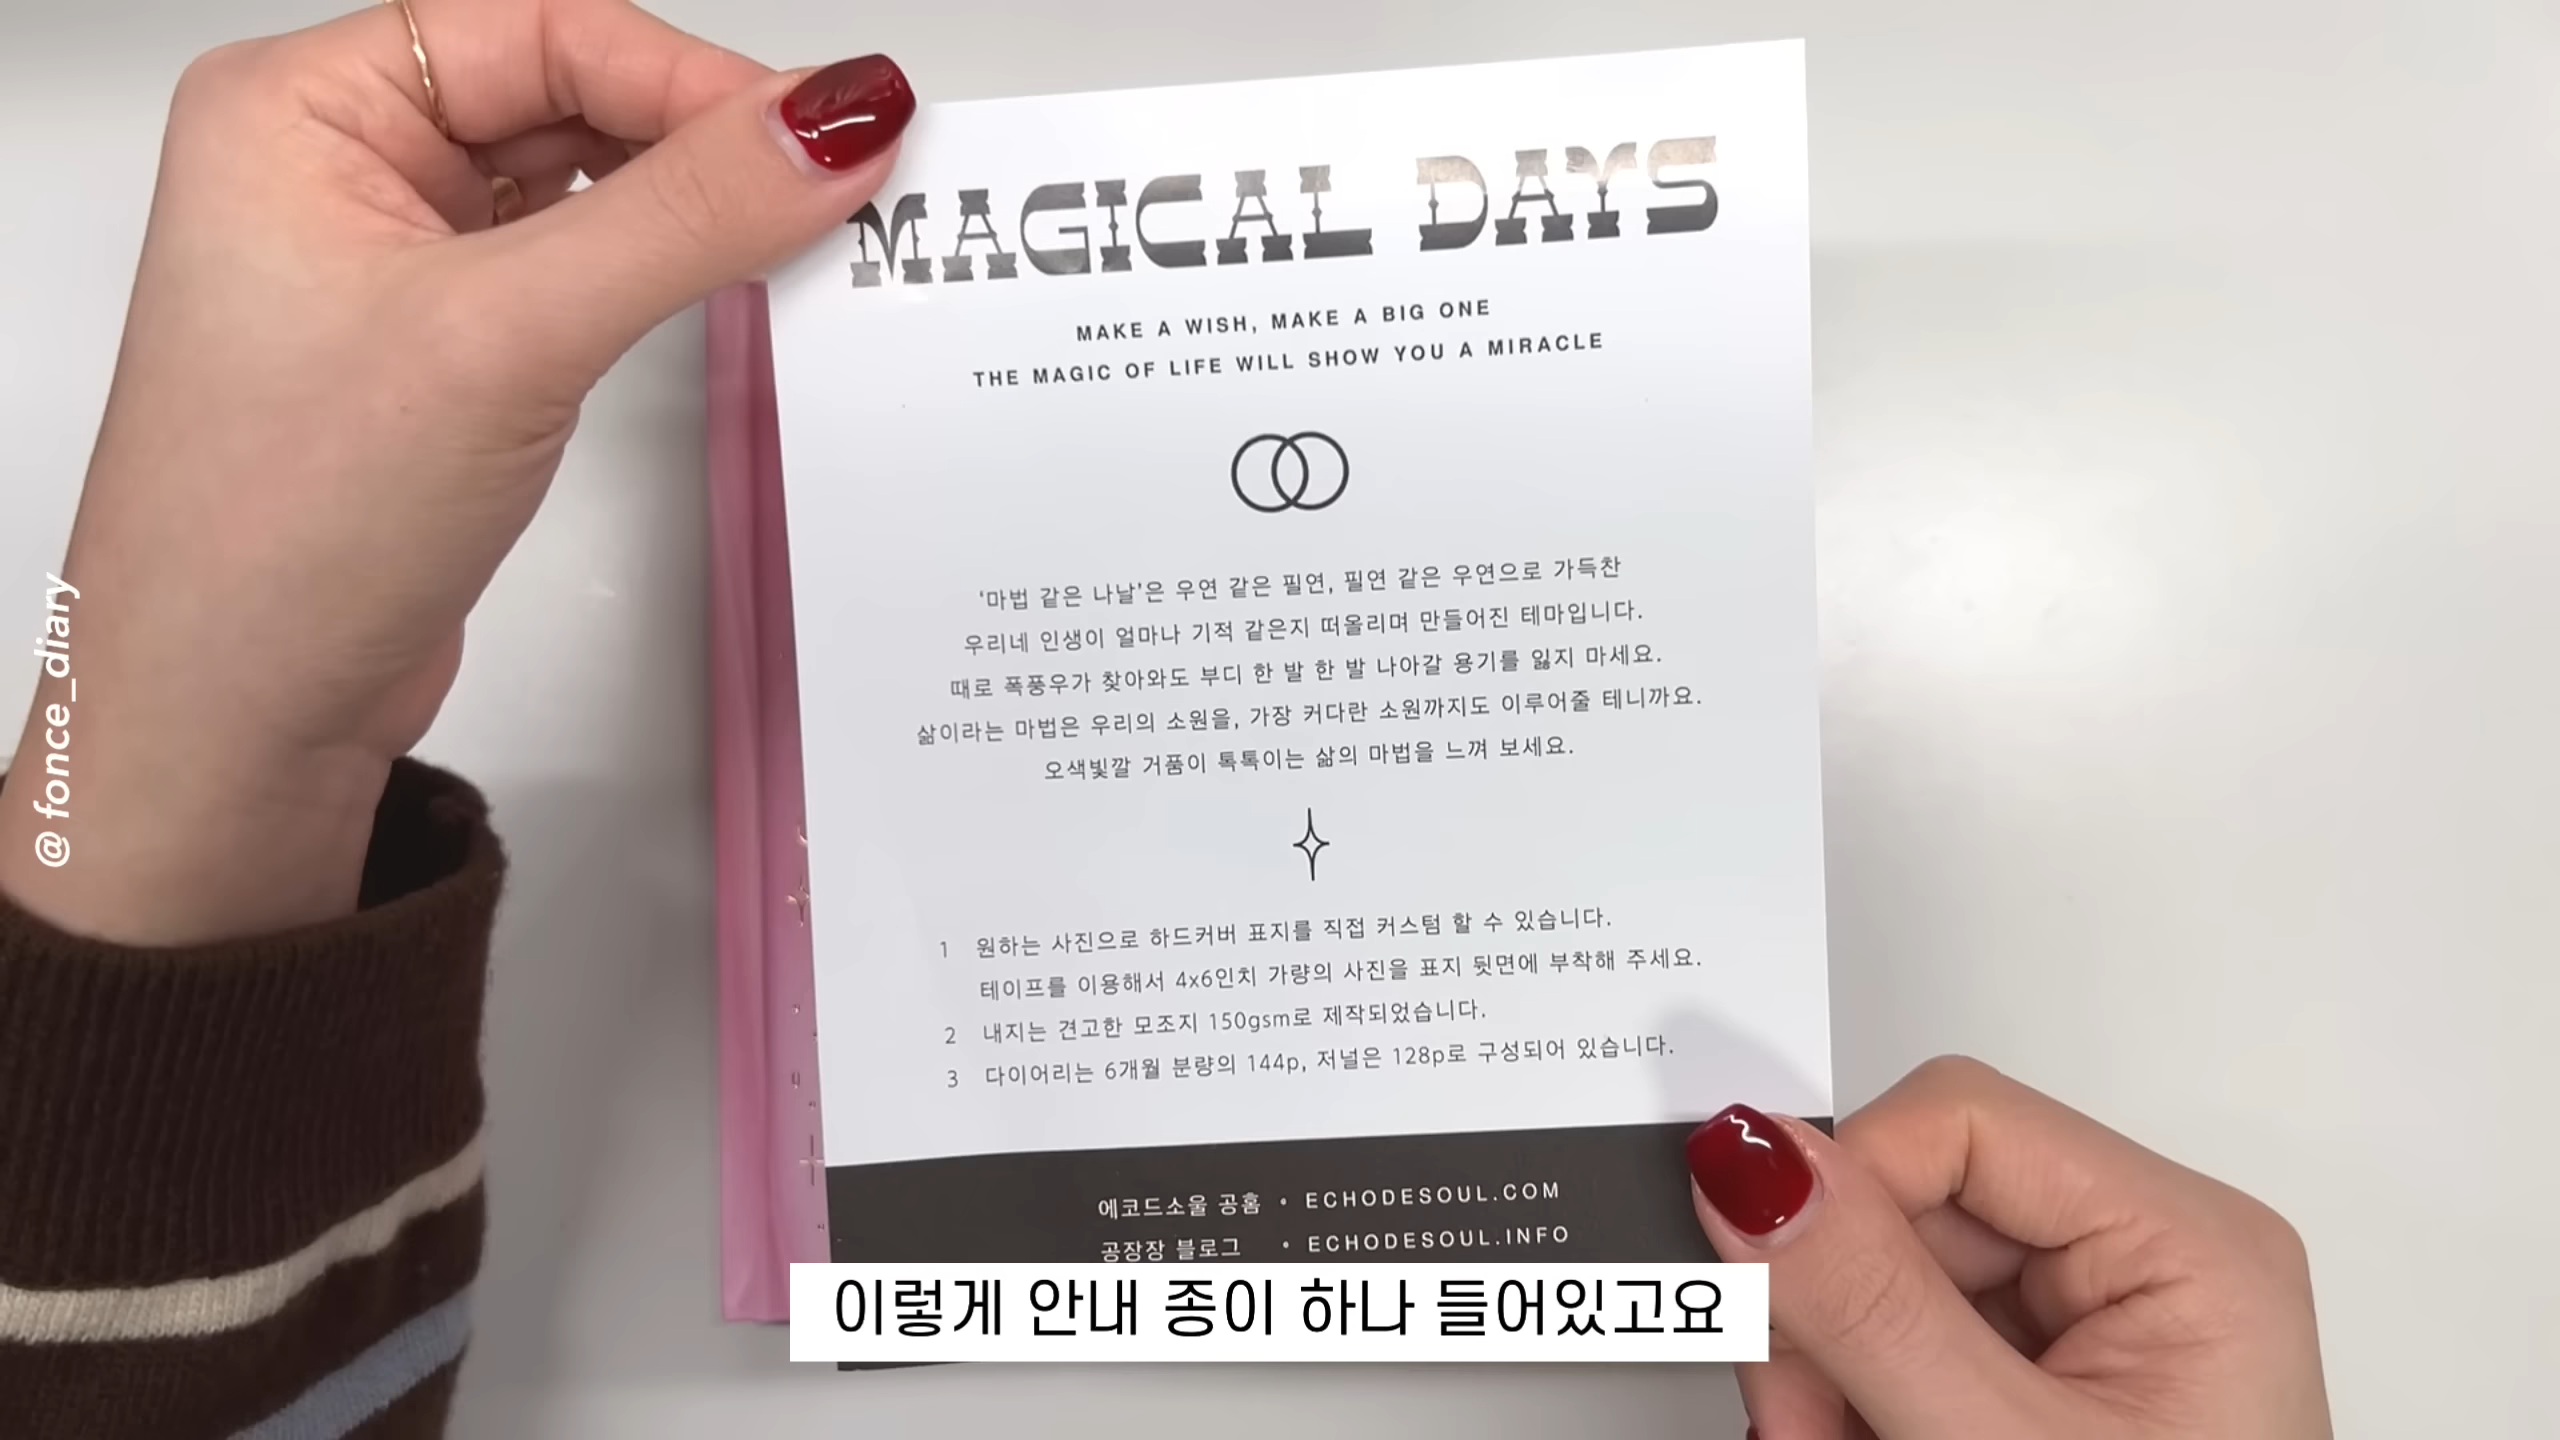 MAGICAL DAYS
MAKE A WISH, MAKE A BIG ONE
THE MAGIC OF LIFE WILL SHOW YOU A MIRACLE
'마법 같은 나날'은 우연 같은 필연, 필연 같은 우연으로 가득찬
우리네 인생이 얼마나 기적 같은지 떠올리며 만들어진 테마입니다.
때로 폭풍우가 찾아와도 부디 한 발 한 발 나아갈 용기를 잃지 마세요.
삶이라는 마법은 우리의 소원을, 가장 커다란 소원까지도 이루어줄 테니까요.
오색빛깔 거품이 톡톡이는 삶의 마법을 느껴 보세요.
1 원하는 사진으로 하드커버 표지를 직접 커스텀 할 수 있습니다.
테이프를 이용해서 4x6인치 가량의 사진을 표지 뒷면에 부착해 주세요.
2 내지는 견고한 모조지 150gsm로 제작되었습니다.
3 다이어리는 6개월 분량의 144p, 저널은 128p로 구성되어 있습니다.
에코드소울 공홈 • ECHODESOUL.COM
공장장 블로그 • ECHODESOUL.INFO
이렇게 안내 종이 하나 들어있고요
@fonce_diary